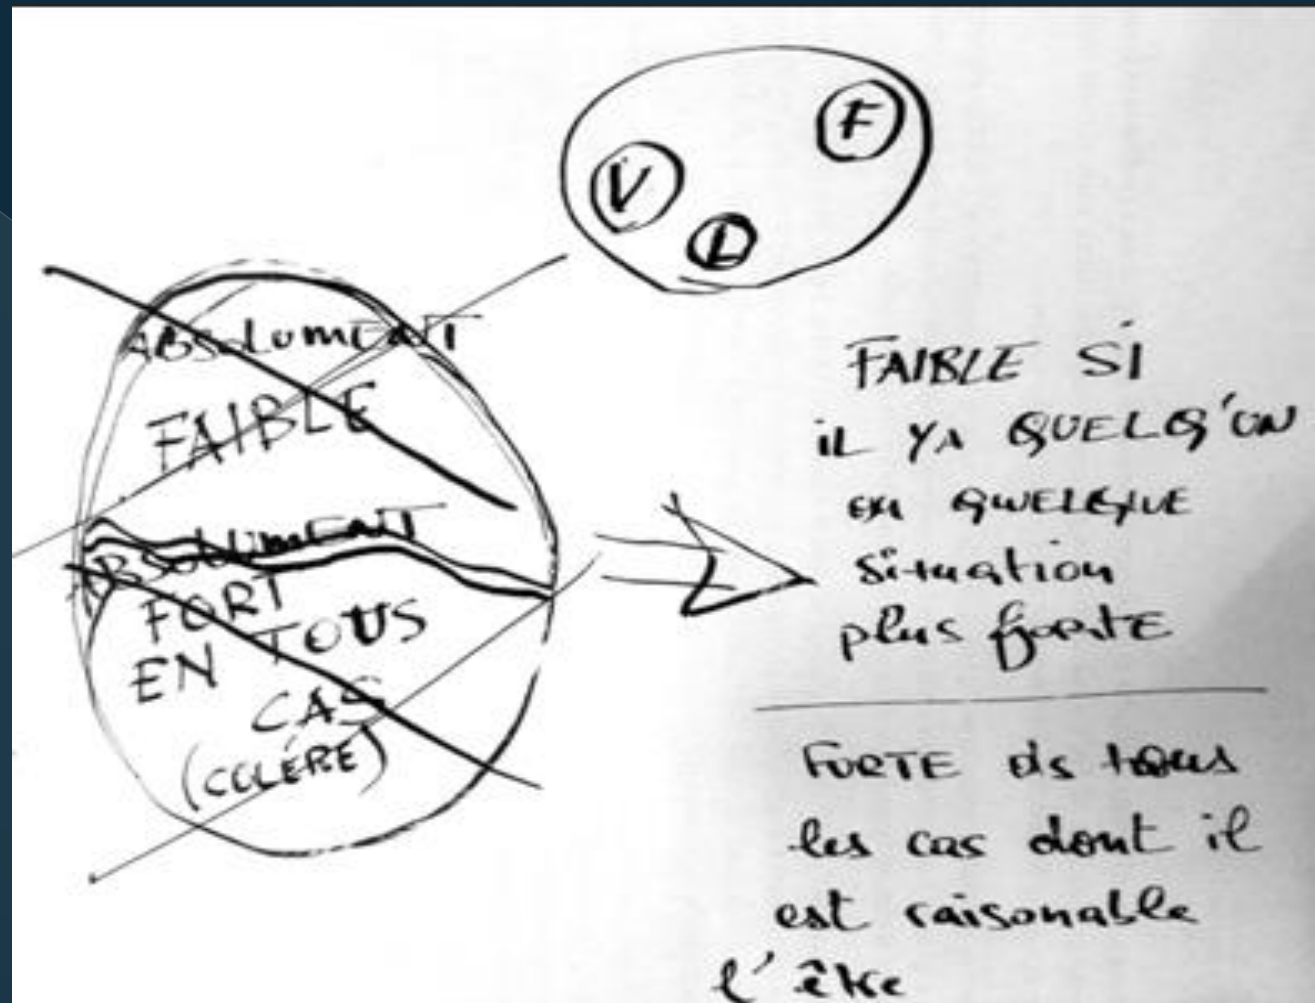 F
V
L
ABSOLUMENT
FAIBLE
ABSOLUMENT
FORT
EN TOUS
CAS
(COLÉRE)
FAIBLE SI
iL YA QUELQ'UN
EN QUELQUE
Situation
plus forte
FORTE ds tous
les cas dont il
est raisonable
l'être